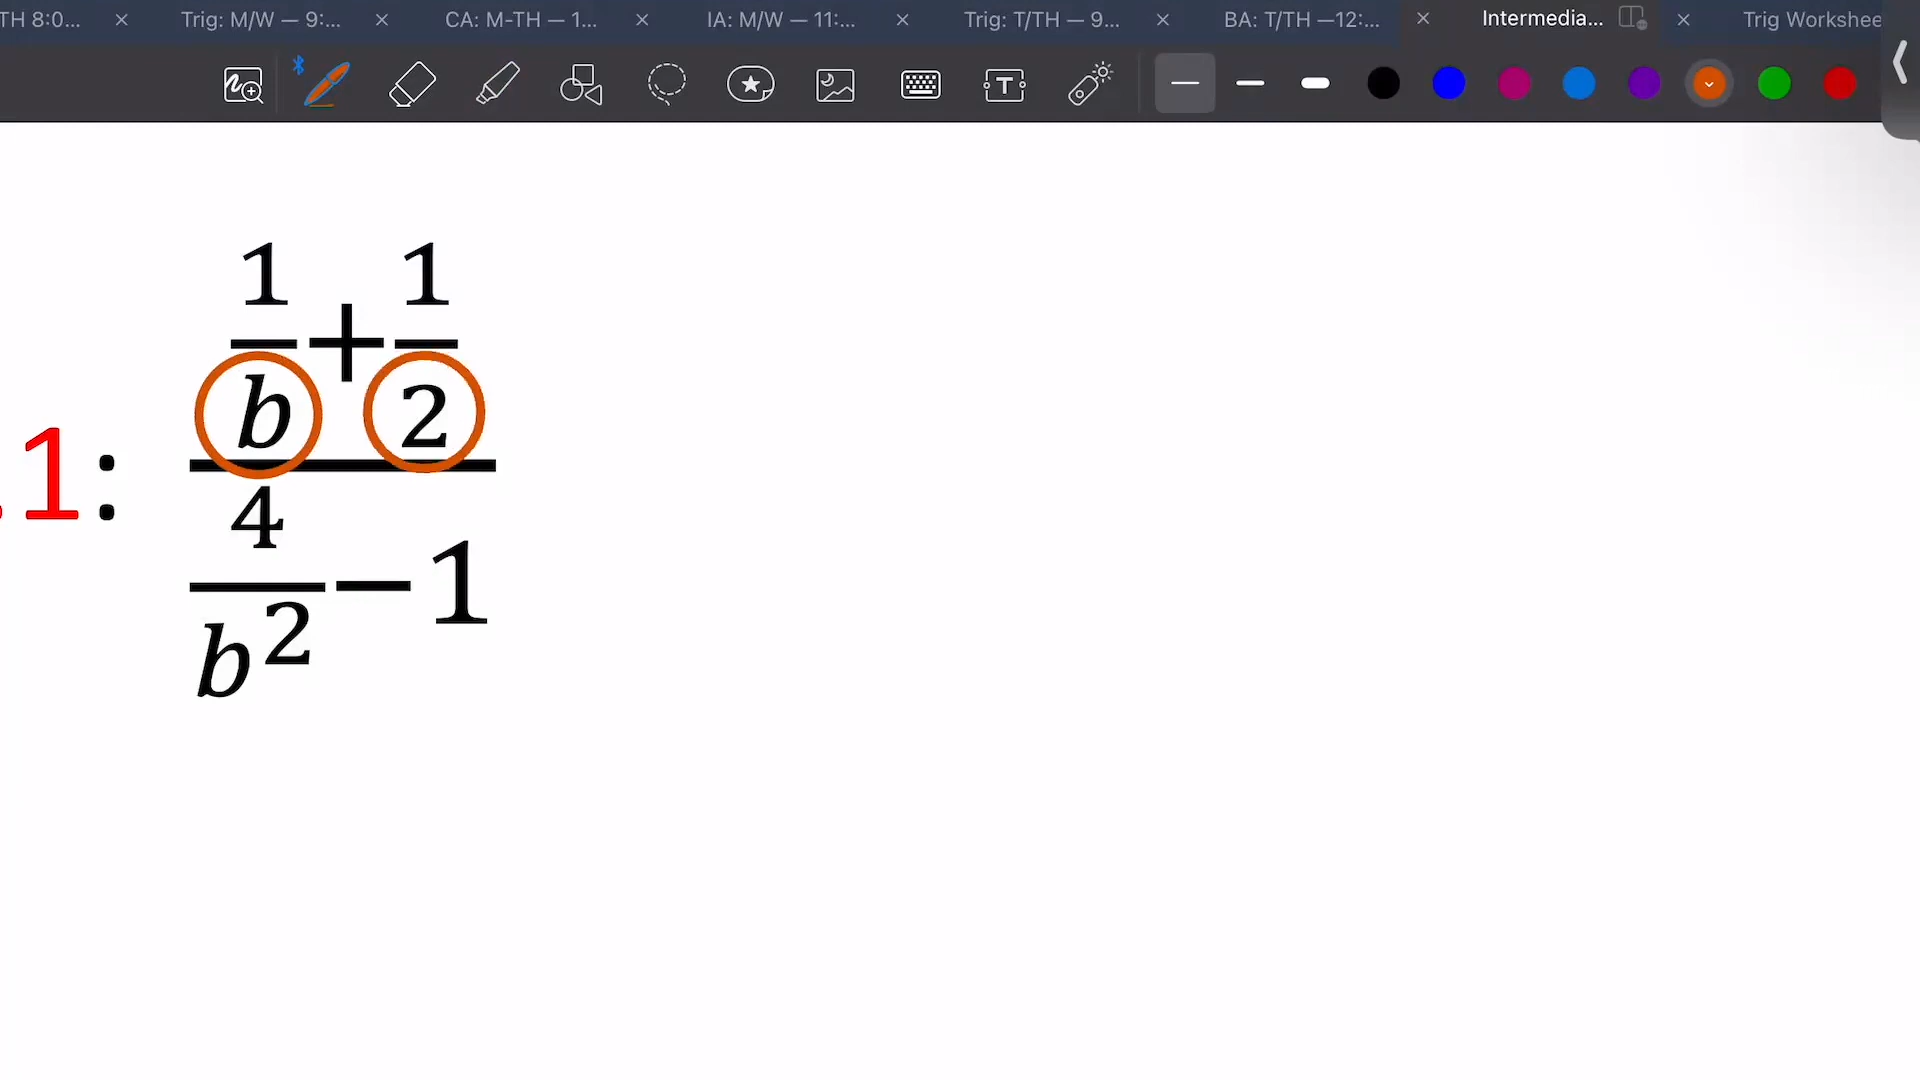 TH 8:0... × Trig: M/W — 9:... × CA: M-TH — 1... × IA: M/W — 11:... × Trig: T/TH — 9... × BA: T/TH —12:... × Intermedia... × Trig Workshee
T
1 1
b + 2
1:
4
b² − 1